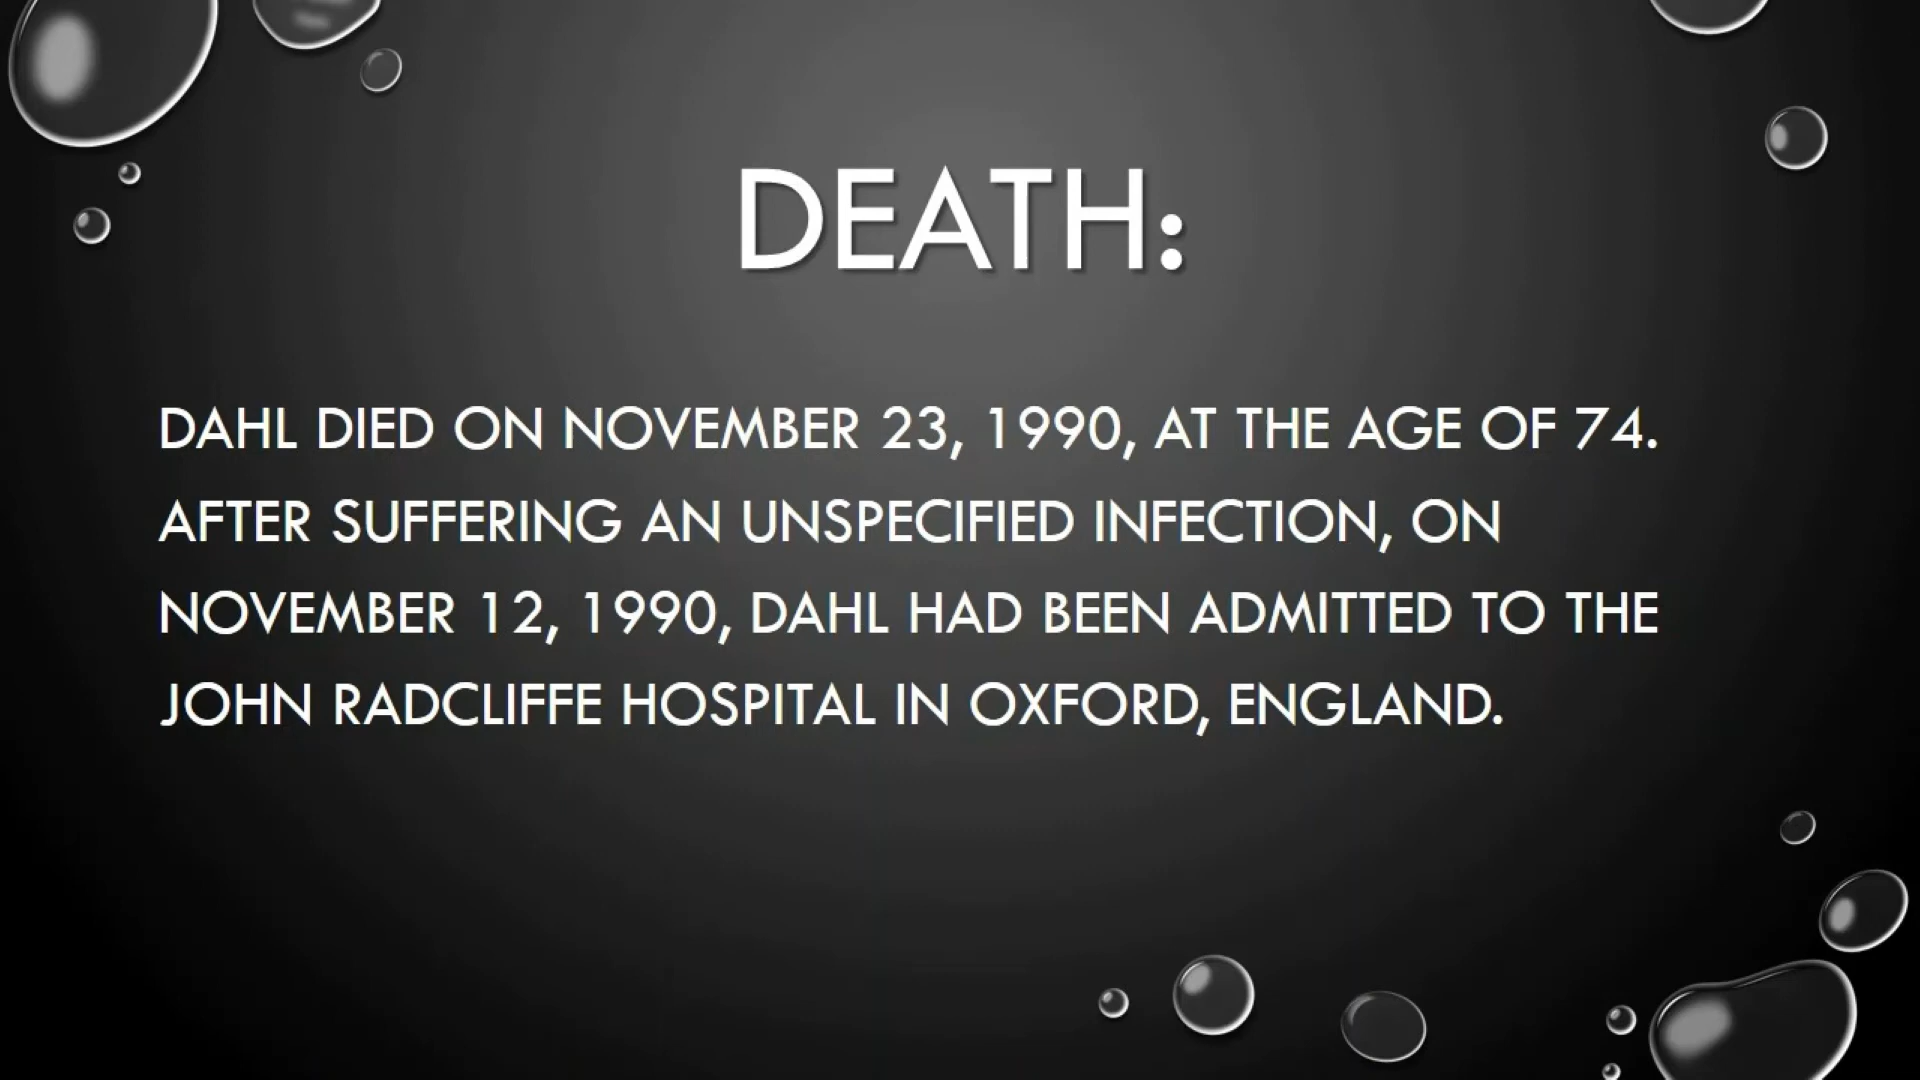 DEATH:
DAHL DIED ON NOVEMBER 23, 1990, AT THE AGE OF 74.
AFTER SUFFERING AN UNSPECIFIED INFECTION, ON
NOVEMBER 12, 1990, DAHL HAD BEEN ADMITTED TO THE
JOHN RADCLIFFE HOSPITAL IN OXFORD, ENGLAND.